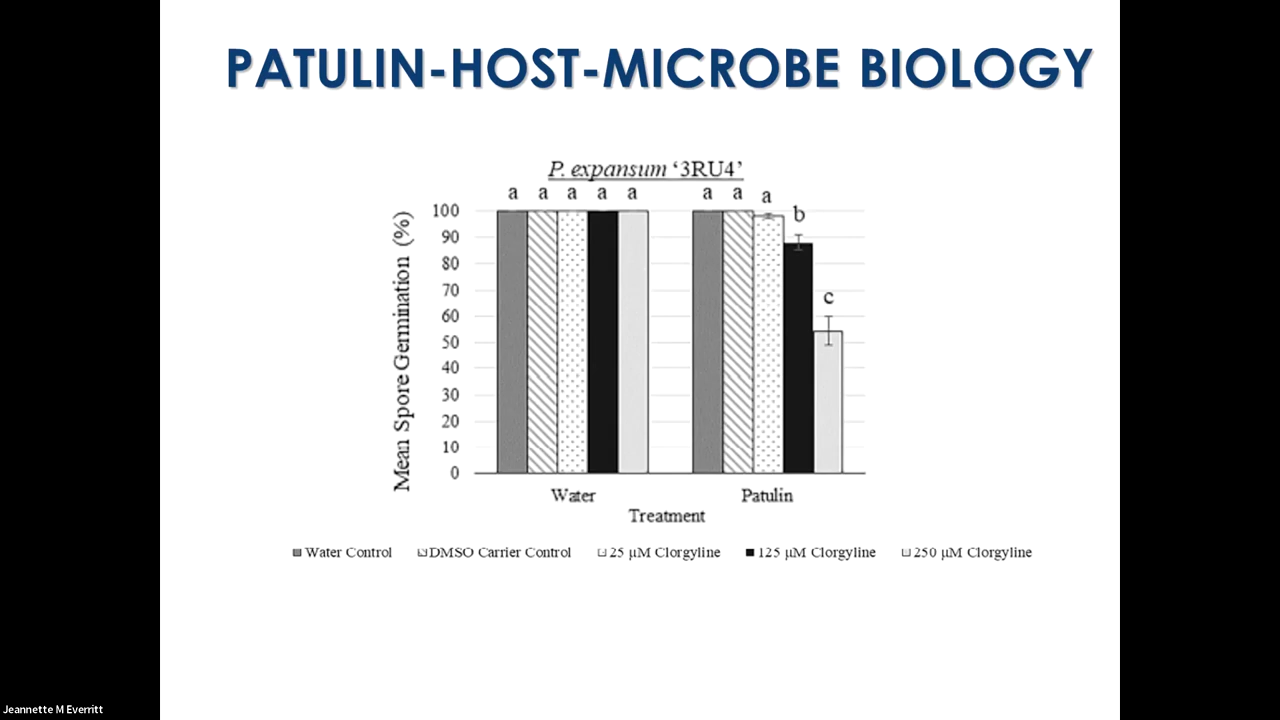 PATULIN-HOST-MICROBE BIOLOGY
P. expansum ‘3RU4’
a a a a a a a a b c
Mean Spore Germination (%)
100
90
80
70
60
50
40
30
20
10
0
Water Patulin
Treatment
Water Control DMSO Carrier Control 25 µM Clorgyline 125 µM Clorgyline 250 µM Clorgyline
Jeannette M Everritt